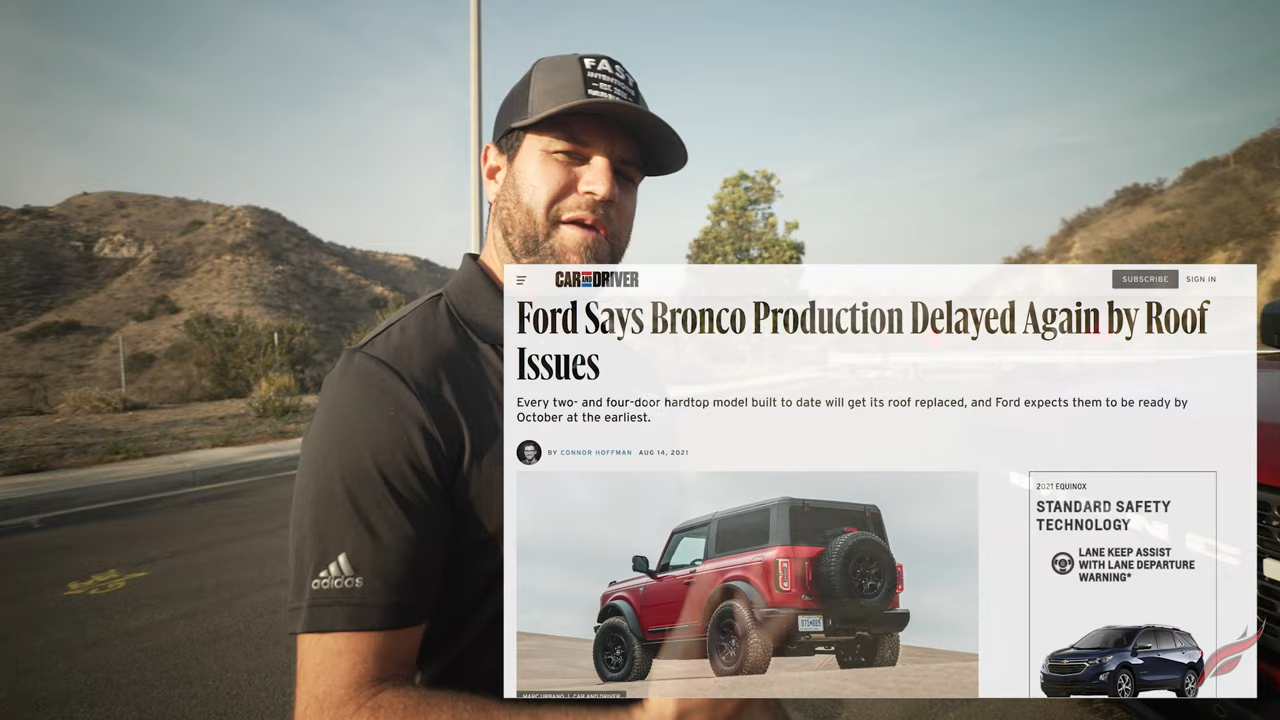 FAST
INTENTIONS
adidas
CAR AND DRIVER
SUBSCRIBE
SIGN IN
Ford Says Bronco Production Delayed Again by Roof
Issues
Every two- and four-door hardtop model built to date will get its roof replaced, and Ford expects them to be ready by
October at the earliest.
BY CONNOR HOFFMAN AUG 14, 2021
2021 EQUINOX
STANDARD SAFETY
TECHNOLOGY
LANE KEEP ASSIST
WITH LANE DEPARTURE
WARNING*
MARC URBANO | CAR AND DRIVER